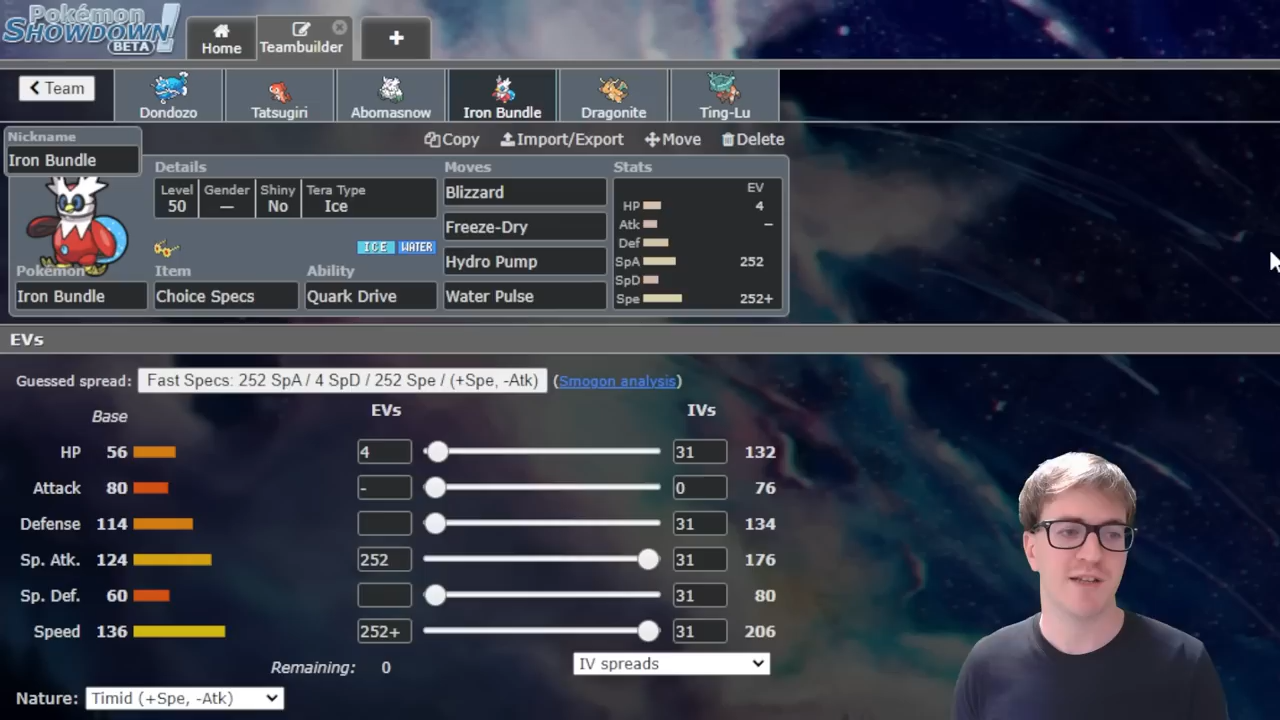 Pokémon
SHOWDOWN!
BETA
Home
Teambuilder
+
Team
Dondozo
Tatsugiri
Abomasnow
Iron Bundle
Dragonite
Ting-Lu
Nickname
Iron Bundle
Copy
Import/Export
Move
Delete
Details
Moves
Stats
Level
50
Gender
—
Shiny
No
Tera Type
Ice
ICE WATER
Pokémon
Iron Bundle
Item
Choice Specs
Ability
Quark Drive
Blizzard
Freeze-Dry
Hydro Pump
Water Pulse
EV
HP 4
Atk –
Def
SpA 252
SpD
Spe 252+
EVs
Guessed spread: Fast Specs: 252 SpA / 4 SpD / 252 Spe / (+Spe, -Atk) (Smogon analysis)
Base EVs IVs
HP 56 4 31 132
Attack 80 - 0 76
Defense 114 31 134
Sp. Atk. 124 252 31 176
Sp. Def. 60 31 80
Speed 136 252+ 31 206
Remaining: 0
IV spreads
Nature: Timid (+Spe, -Atk)